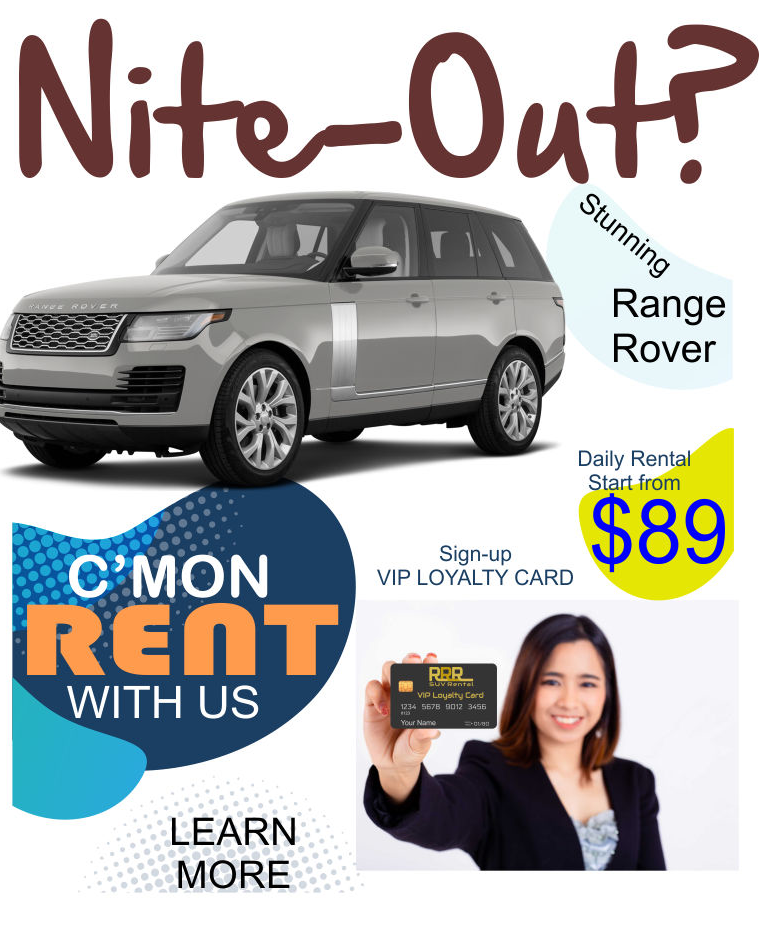 Nite-Out?
Stunning
Range
Rover
RANGE ROVER
Daily Rental
Start from
$89
Sign-up
VIP LOYALTY CARD
C’MON
RENT
WITH US
RRR
SUV Rental
VIP Loyalty Card
1234 5678 9012 3456
Your Name
LEARN
MORE